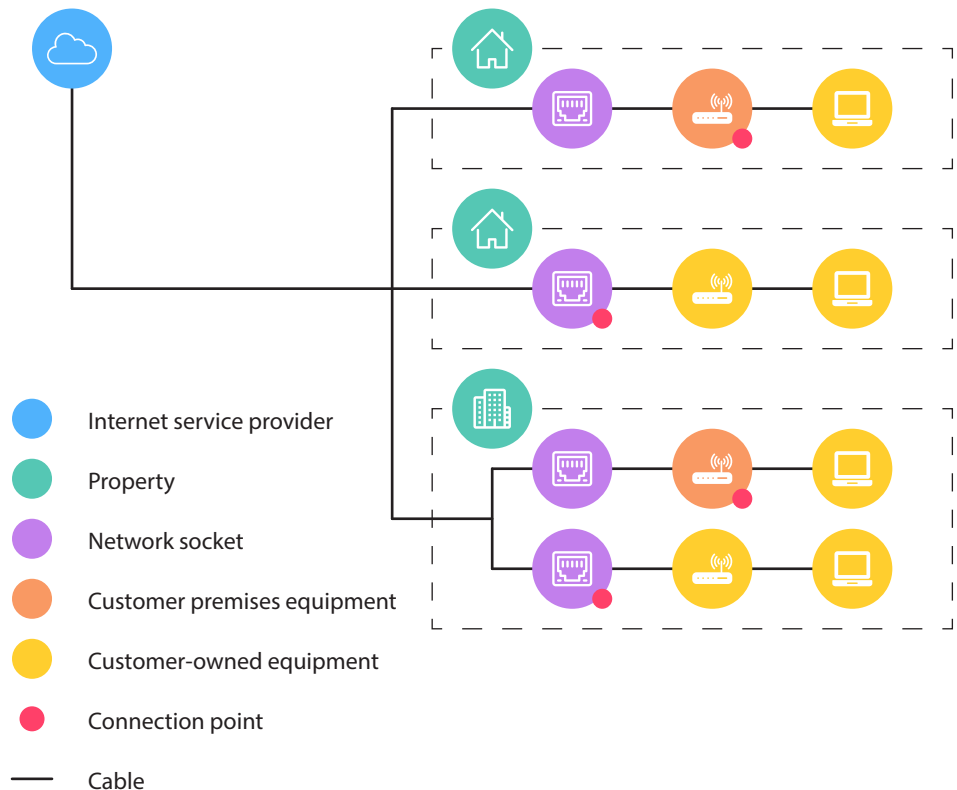 Internet service provider
Property
Network socket
Customer premises equipment
Customer-owned equipment
Connection point
Cable